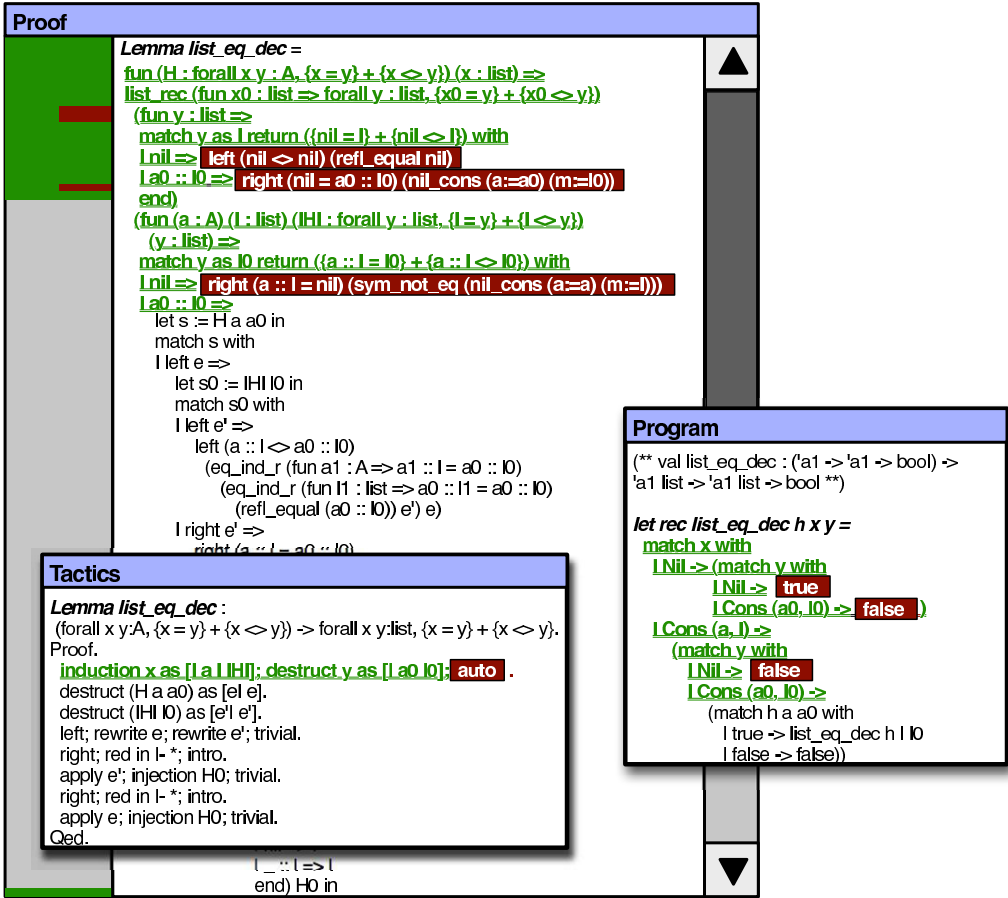 Proof
Lemma list_eq_dec =
fun (H : forall x y : A, {x = y} + {x <> y}) (x : list) =>
list_rec (fun x0 : list => forall y : list, {x0 = y} + {x0 <> y})
(fun y : list =>
match y as l return ({nil = l} + {nil <> l}) with
| nil => left (nil <> nil) (refl_equal nil)
| a0 :: l0 => right (nil = a0 :: l0) (nil_cons (a:=a0) (m:=l0))
end)
(fun (a : A) (l : list) (IHl : forall y : list, {l = y} + {l <> y})
(y : list) =>
match y as l0 return ({a :: l = l0} + {a :: l <> l0}) with
| nil => right (a :: l = nil) (sym_not_eq (nil_cons (a:=a) (m:=l)))
| a0 :: l0 =>
let s := H a a0 in
match s with
| left e =>
let s0 := IHl l0 in
match s0 with
| left e' =>
left (a :: l <> a0 :: l0)
(eq_ind_r (fun a1 : A => a1 :: l = a0 :: l0)
(eq_ind_r (fun l1 : list => a0 :: l1 = a0 :: l0)
(refl_equal (a0 :: l0)) e') e)
| right e' =>
right (a :: l = a0 :: l0)
| _ :: l => l
end) H0 in
Tactics
Lemma list_eq_dec :
(forall x y:A, {x = y} + {x <> y}) -> forall x y:list, {x = y} + {x <> y}.
Proof.
induction x as [| a l IHl]; destruct y as [| a0 l0]; auto .
destruct (H a a0) as [e| e].
destruct (IHl l0) as [e'| e'].
left; rewrite e; rewrite e'; trivial.
right; red in |- *; intro.
apply e'; injection H0; trivial.
right; red in |- *; intro.
apply e; injection H0; trivial.
Qed.
Program
(** val list_eq_dec : ('a1 -> 'a1 -> bool) ->
'a1 list -> 'a1 list -> bool **)
let rec list_eq_dec h x y =
match x with
| Nil -> (match y with
| Nil -> true
| Cons (a0, l0) -> false )
| Cons (a, l) ->
(match y with
| Nil -> false
| Cons (a0, l0) ->
(match h a a0 with
| true -> list_eq_dec h l l0
| false -> false))